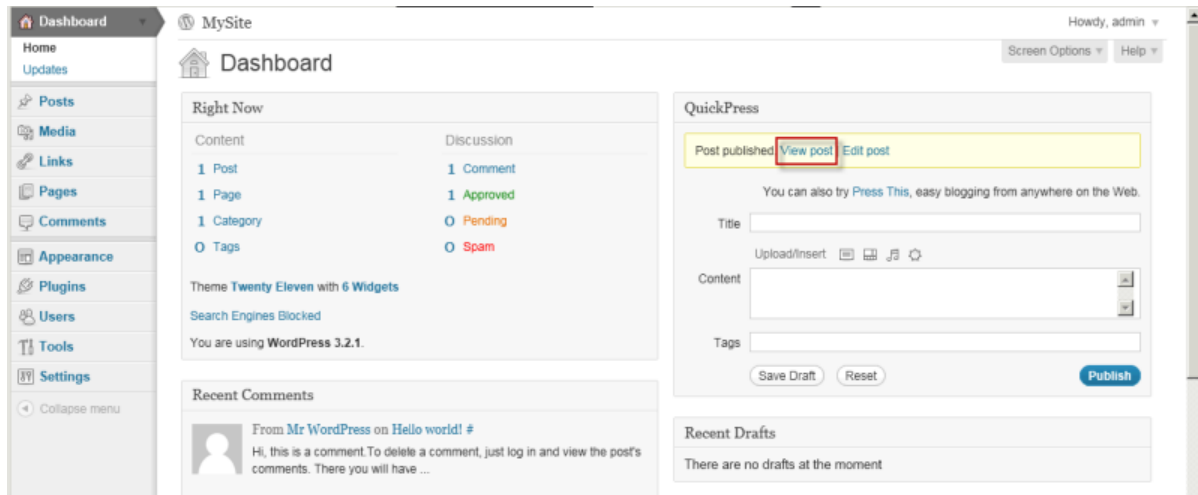 Dashboard
Home
Updates
Posts
Media
Links
Pages
Comments
Appearance
Plugins
Users
Tools
Settings
Collapse menu
MySite
Howdy, admin
Screen Options
Help
Dashboard
Right Now
Content
Discussion
1 Post
1 Comment
1 Page
1 Approved
1 Category
0 Pending
0 Tags
0 Spam
Theme Twenty Eleven with 6 Widgets
Search Engines Blocked
You are using WordPress 3.2.1.
Recent Comments
From Mr WordPress on Hello world! #
Hi, this is a comment.To delete a comment, just log in and view the post's
comments. There you will have ...
QuickPress
Post published View post Edit post
You can also try Press This, easy blogging from anywhere on the Web.
Title
Upload/Insert
Content
Tags
Save Draft
Reset
Publish
Recent Drafts
There are no drafts at the moment